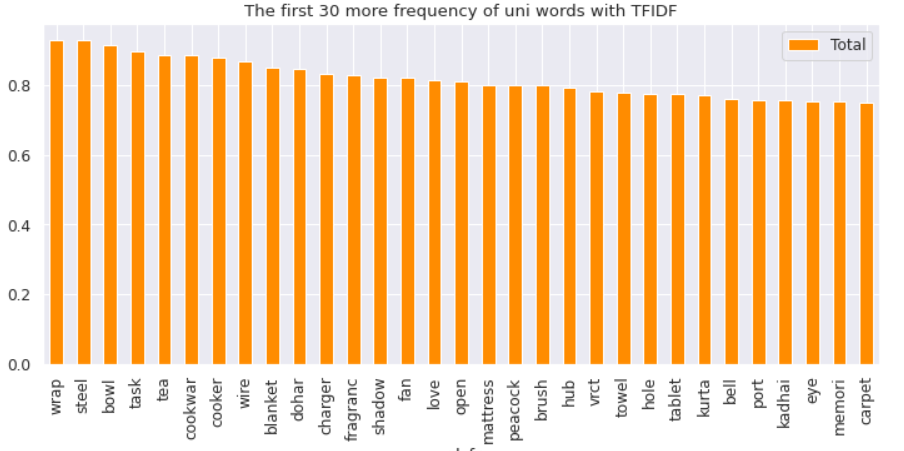 The first 30 more frequency of uni words with TFIDF
Total
0.8
0.6
0.4
0.2
0.0
wrap
steel
bowl
task
tea
cookwar
cooker
wire
blanket
dohar
charger
fragranc
shadow
fan
love
open
mattress
peacock
brush
hub
vrct
towel
hole
tablet
kurta
bell
port
kadhai
eye
memori
carpet